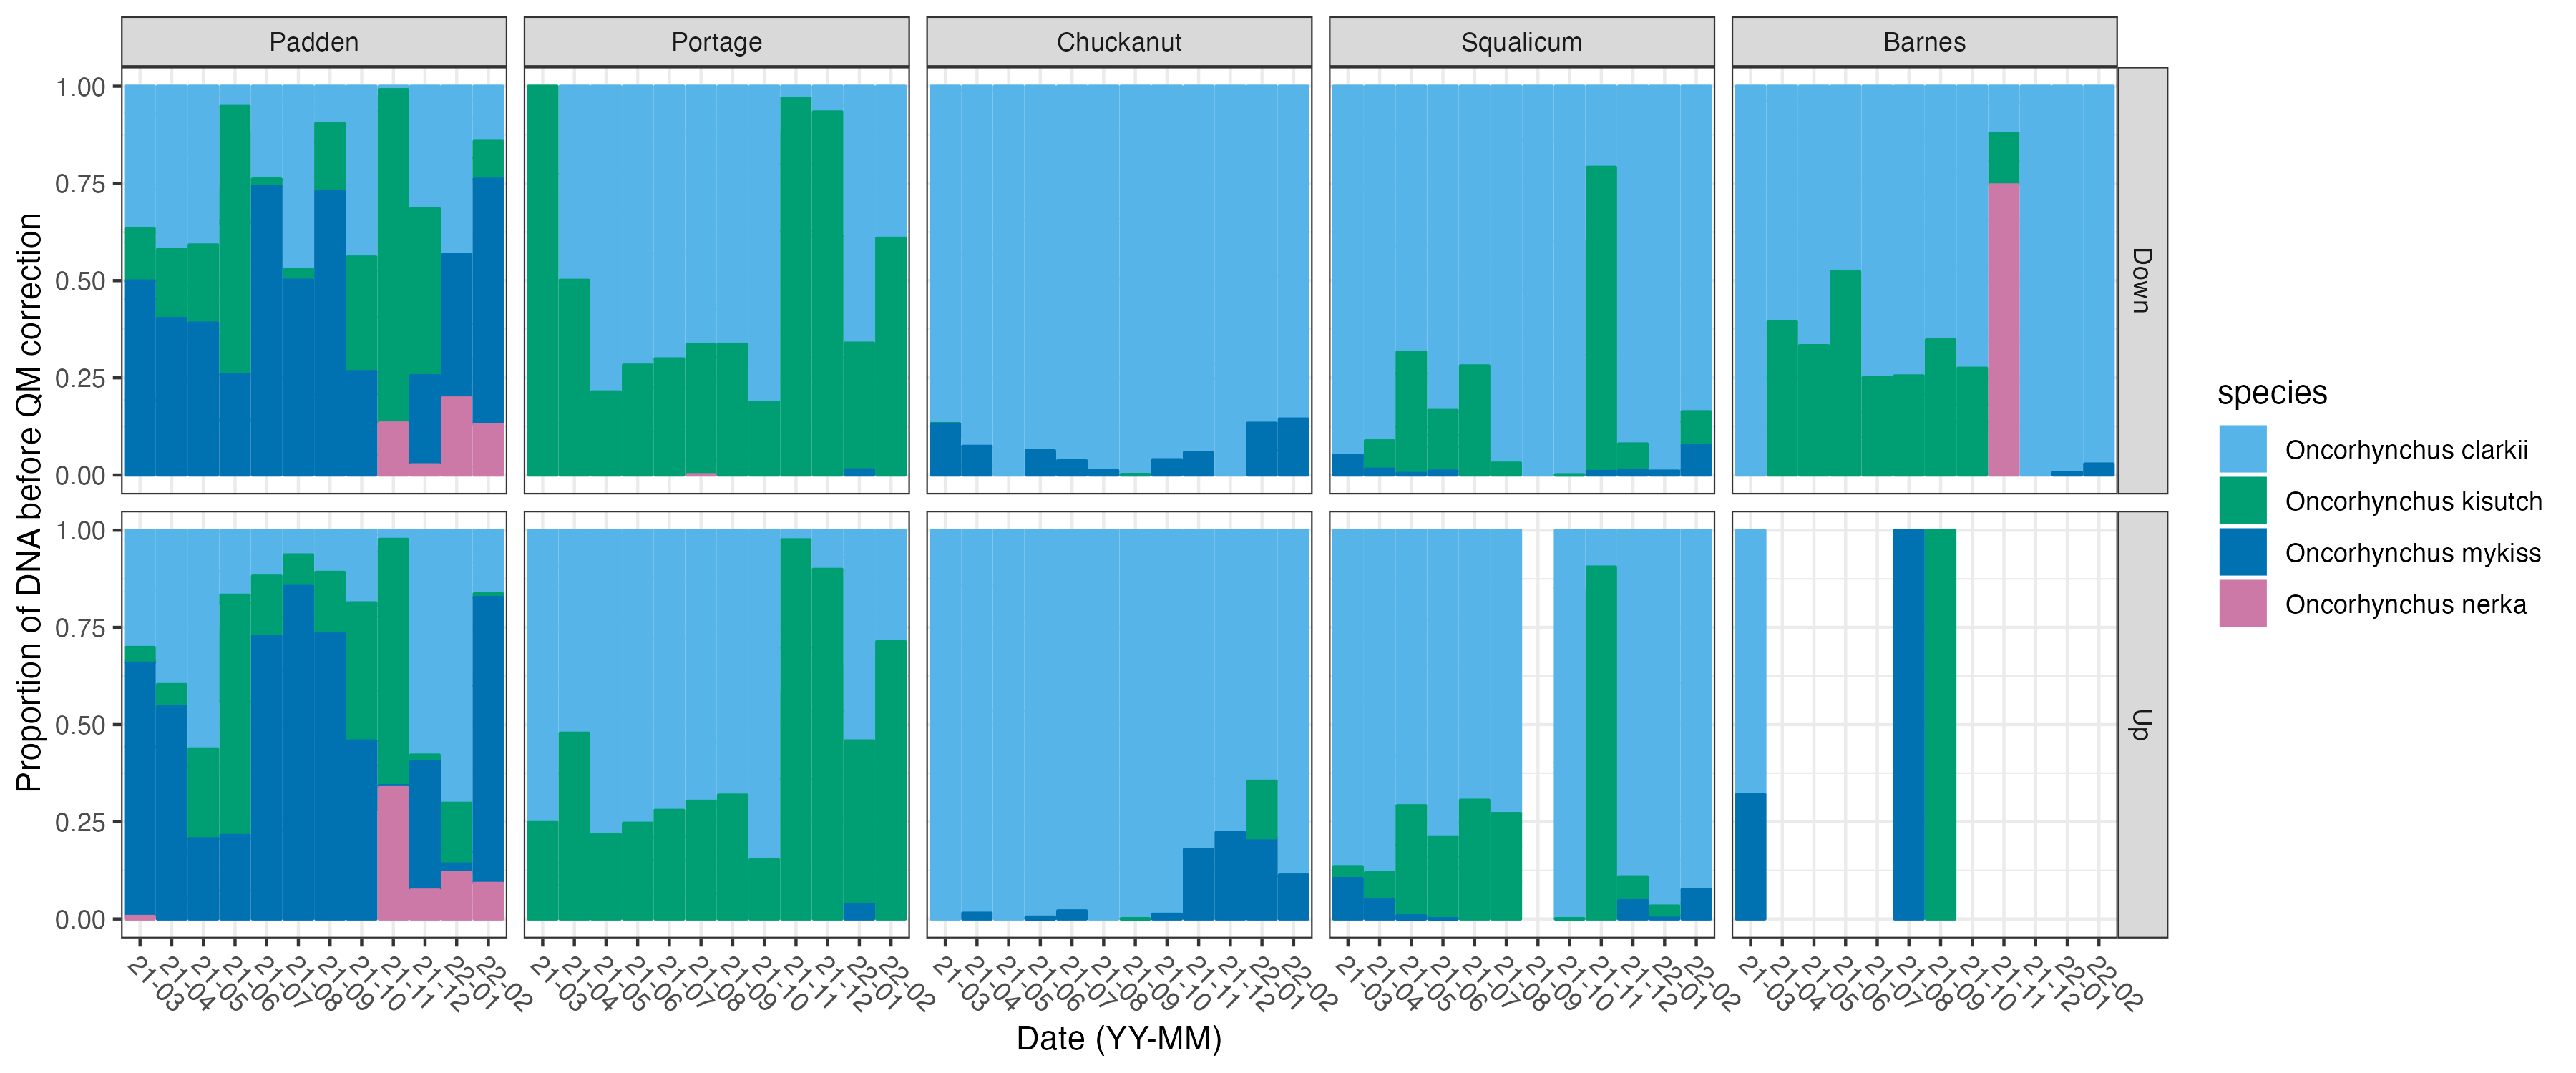 Padden Portage Chuckanut Squalicum Barnes
Proportion of DNA before QM correction
1.00
0.75
0.50
0.25
0.00
Down
1.00
0.75
0.50
0.25
0.00
Up
21-03 21-04 21-05 21-06 21-07 21-08 21-09 21-10 21-11 21-12 22-01 22-02
21-03 21-04 21-05 21-06 21-07 21-08 21-09 21-10 21-11 21-12 22-01 22-02
21-03 21-04 21-05 21-06 21-07 21-08 21-09 21-10 21-11 21-12 22-01 22-02
21-03 21-04 21-05 21-06 21-07 21-08 21-09 21-10 21-11 21-12 22-01 22-02
21-03 21-04 21-05 21-06 21-07 21-08 21-09 21-10 21-11 21-12 22-01 22-02
Date (YY-MM)
species
Oncorhynchus clarkii
Oncorhynchus kisutch
Oncorhynchus mykiss
Oncorhynchus nerka